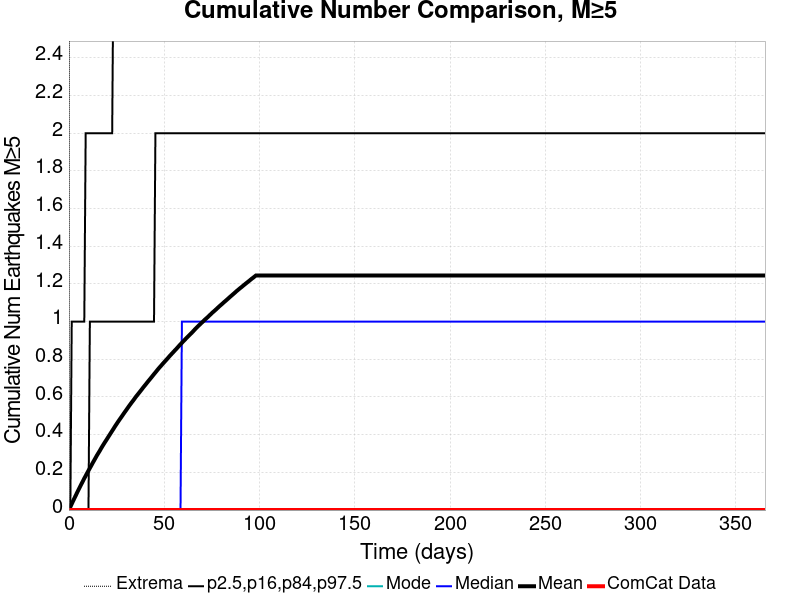 Cumulative Number Comparison, M≥5
Cumulative Num Earthquakes M≥5
2.4
2.2
2
1.8
1.6
1.4
1.2
1
0.8
0.6
0.4
0.2
0
0 50 100 150 200 250 300 350
Time (days)
Extrema p2.5,p16,p84,p97.5 Mode Median Mean ComCat Data